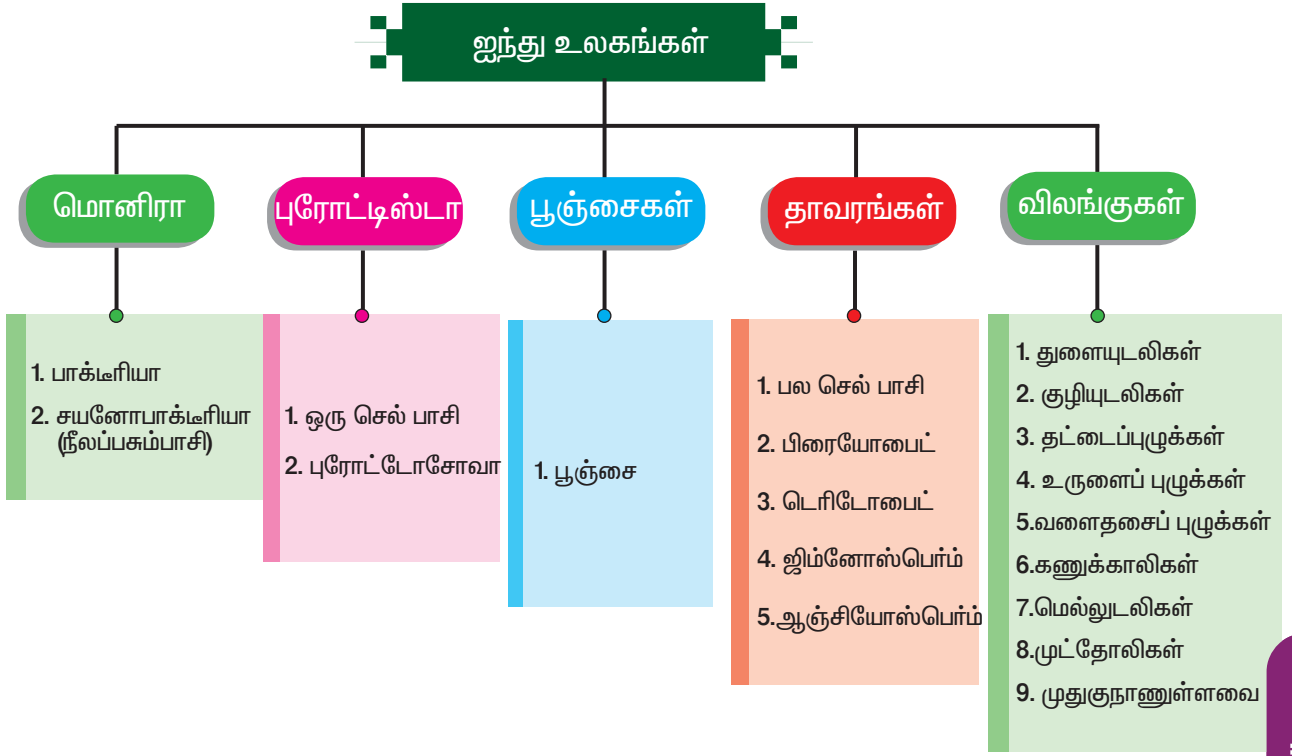 ஐந்து உலகங்கள்
மொனிரா
புரோட்டிஸ்டா
பூஞ்சைகள்
தாவரங்கள்
விலங்குகள்
1. பாக்டீரியா
2. சயனோபாக்டீரியா
(நீலப்பசும்பாசி)
1. ஒரு செல் பாசி
2. புரோட்டோசோவா
1. பூஞ்சை
1. பல செல் பாசி
2. பிரையோபைட்
3. டெரிடோபைட்
4. ஜிம்னோஸ்பெர்ம்
5.ஆஞ்சியோஸ்பெர்ம்
1. துளையுடலிகள்
2. குழியுடலிகள்
3. தட்டைப்புழுக்கள்
4. உருளைப் புழுக்கள்
5.வளைதசைப் புழுக்கள்
6.கணுக்காலிகள்
7.மெல்லுடலிகள்
8.முட்தோலிகள்
9. முதுகுநாணுள்ளவை